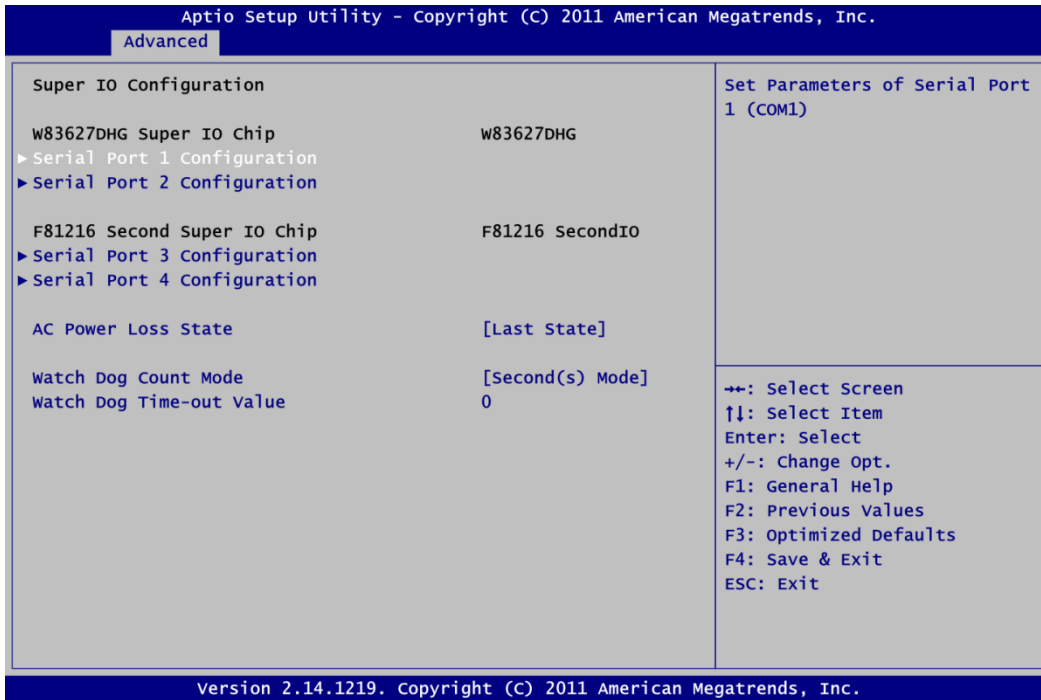 Aptio Setup Utility - Copyright (C) 2011 American Megatrends, Inc.
Advanced
Super IO Configuration
W83627DHG Super IO Chip W83627DHG
►Serial Port 1 Configuration
►Serial Port 2 Configuration
F81216 Second Super IO Chip F81216 SecondIO
►Serial Port 3 Configuration
►Serial Port 4 Configuration
AC Power Loss State [Last State]
Watch Dog Count Mode [Second(s) Mode]
Watch Dog Time-out Value 0
Set Parameters of Serial Port
1 (COM1)
→←: Select Screen
↑↓: Select Item
Enter: Select
+/-: Change Opt.
F1: General Help
F2: Previous Values
F3: Optimized Defaults
F4: Save & Exit
ESC: Exit
Version 2.14.1219. Copyright (C) 2011 American Megatrends, Inc.